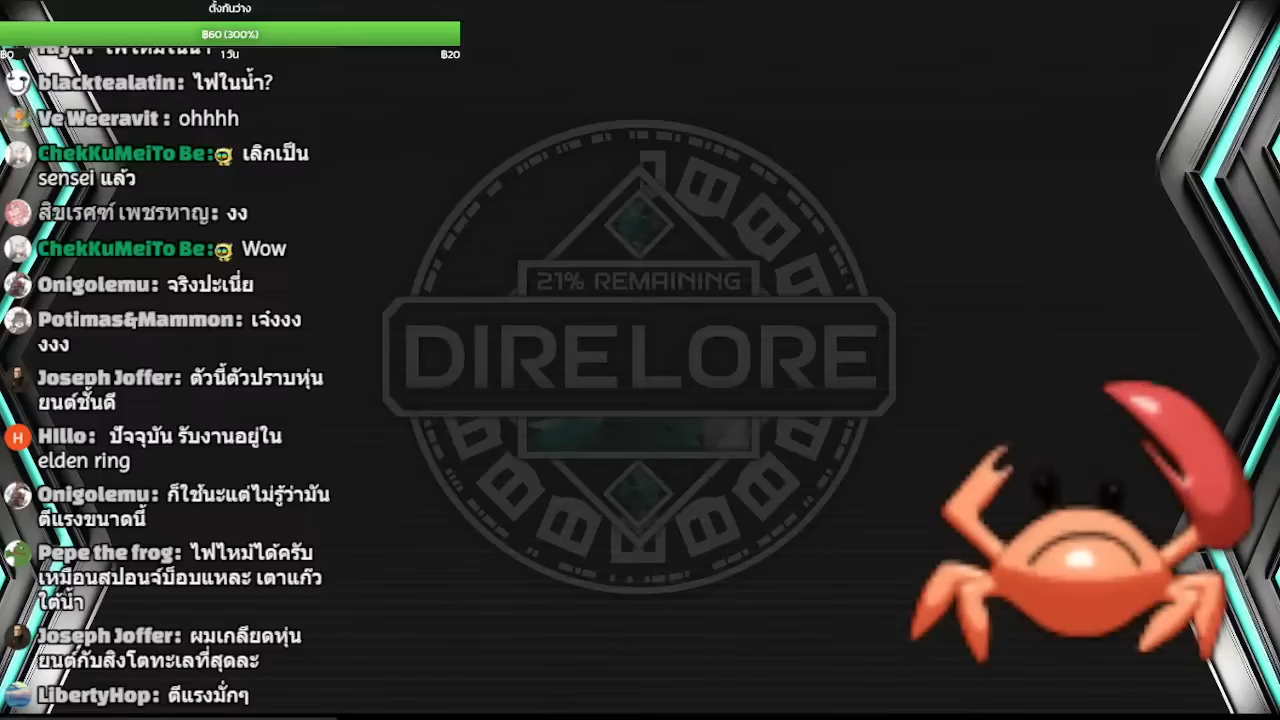 ตั้งกันว่าง
฿60 (300%)
฿0 1 วัน ฿20
blacktealatin: ไฟในน้ำ?
Ve Weeravit : ohhhh
ChekKuMeiTo Be: เลิกเป็น
sensei แล้ว
สิขเรศฑ์ เพชรหาญ: งง
ChekKuMeiTo Be: Wow
Onigolemu: จริงปะเนี่ย
Potimas&Mammon: เจ๋งงง
งงง
Joseph Joffer: ตัวนี้ตัวปราบหุ่น
ยนต์ชั้นดี
Hillo: ปัจจุบัน รับงานอยู่ใน
elden ring
Onigolemu: ก็ใช้นะแต่ไม่รู้ว่ามัน
ตีแรงขนาดนี้
Pepe the frog: ไฟไหม่ได้ครับ
เหมือนสปอนจ์บ็อบแหละ เตาแก๊ว
ใต้น้ำ
Joseph Joffer: ผมเกลียดหุ่น
ยนต์กับสิงโตทะเลที่สุดละ
LibertyHop: ตีแรงมั่กๆ
21% REMAINING
DIRELORE
H